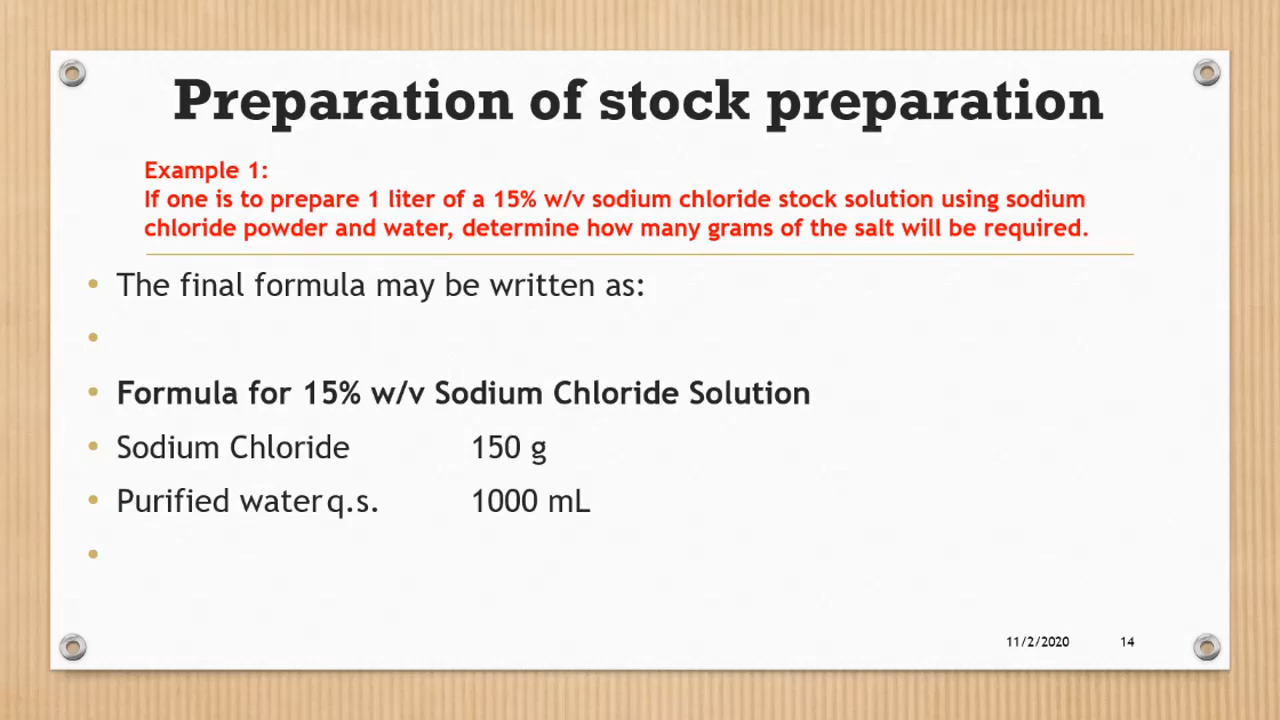 Preparation of stock preparation
Example 1:
If one is to prepare 1 liter of a 15% w/v sodium chloride stock solution using sodium
chloride powder and water, determine how many grams of the salt will be required.
• The final formula may be written as:
•
• Formula for 15% w/v Sodium Chloride Solution
• Sodium Chloride 150 g
• Purified water q.s. 1000 mL
•
11/2/2020 14